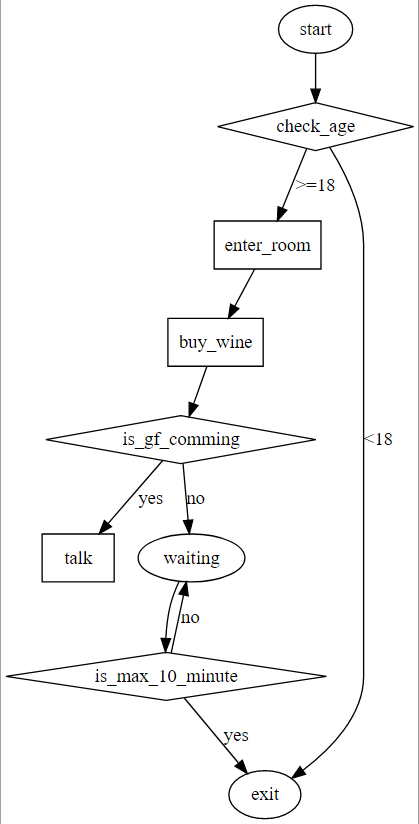 start
check_age
>=18
enter_room
buy_wine
<18
is_gf_comming
yes
no
talk
waiting
no
is_max_10_minute
yes
exit